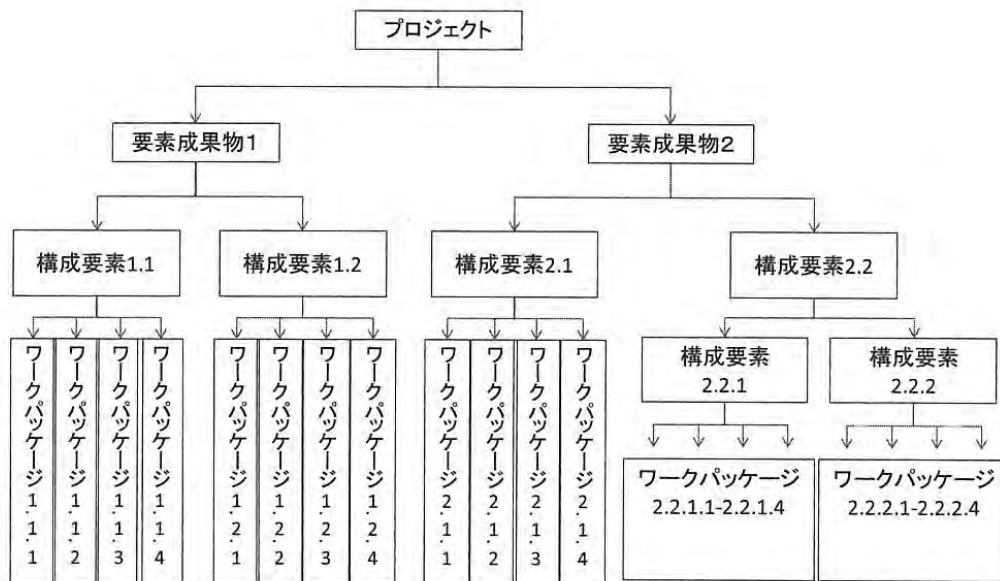 プロジェクト
要素成果物1
要素成果物2
構成要素1.1
構成要素1.2
構成要素2.1
構成要素2.2
ワークパッケージ1.1.1
ワークパッケージ1.1.2
ワークパッケージ1.1.3
ワークパッケージ1.1.4
ワークパッケージ1.2.1
ワークパッケージ1.2.2
ワークパッケージ1.2.3
ワークパッケージ1.2.4
ワークパッケージ2.1.1
ワークパッケージ2.1.2
ワークパッケージ2.1.3
ワークパッケージ2.1.4
構成要素
2.2.1
構成要素
2.2.2
ワークパッケージ
2.2.1.1-2.2.1.4
ワークパッケージ
2.2.2.1-2.2.2.4